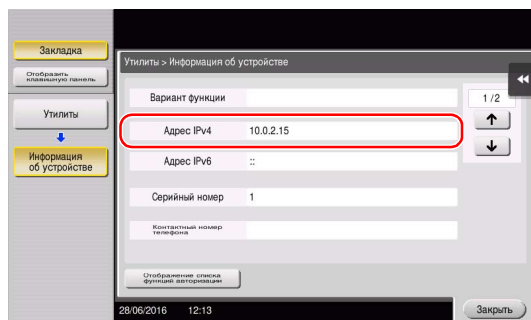 Закладка
Отобразить
клавишную панель
Утилиты
Информация
об устройстве
Утилиты > Информация об устройстве
Вариант функции
1 /2
Адрес IPv4 10.0.2.15
Адрес IPv6 ::
Серийный номер 1
Контактный номер
телефона
Отображение списка
функций авторизации
28/06/2016 12:13
Закрыть